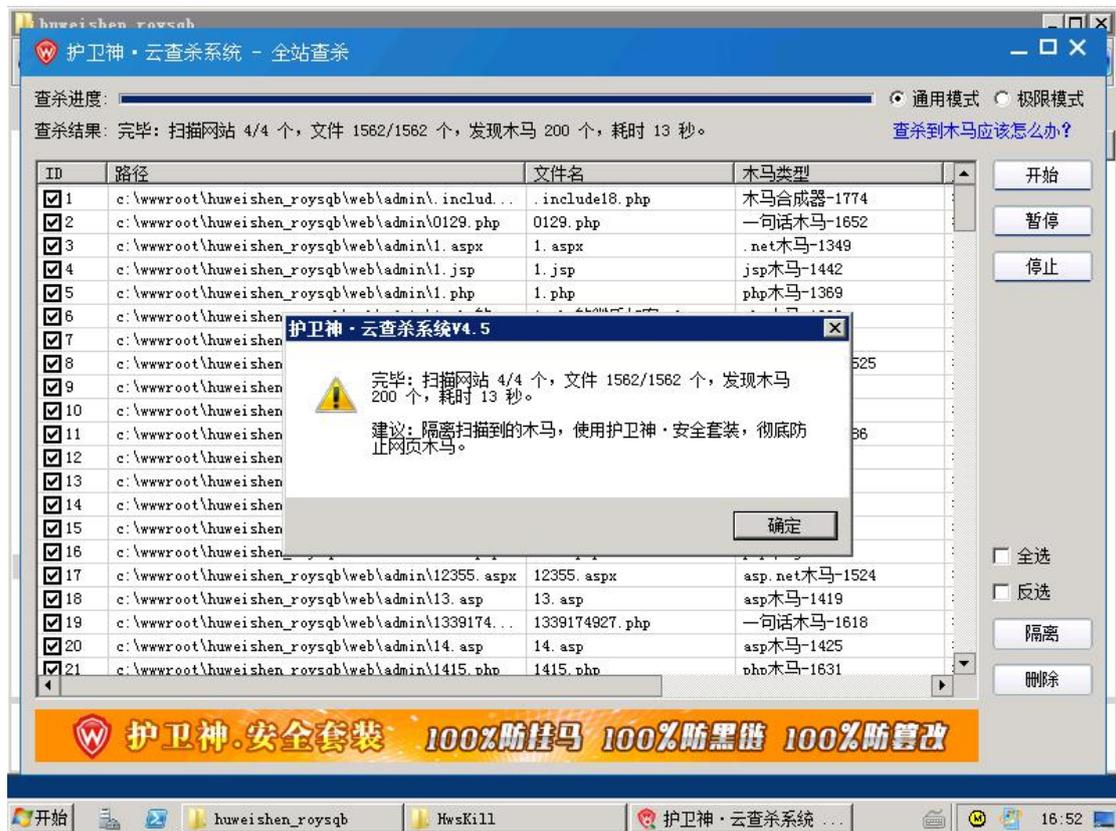 huweishen_roysqb
护卫神·云查杀系统 - 全站查杀
查杀进度:
通用模式 极限模式
查杀结果: 完毕: 扫描网站 4/4 个, 文件 1562/1562 个, 发现木马 200 个, 耗时 13 秒。
查杀到木马应该怎么办?
ID 路径 文件名 木马类型
1 c:\wwwroot\huweishen_roysqb\web\admin\.includ... .include18.php 木马合成器-1774
2 c:\wwwroot\huweishen_roysqb\web\admin\0129.php 0129.php 一句话木马-1652
3 c:\wwwroot\huweishen_roysqb\web\admin\1.aspx 1.aspx .net木马-1349
4 c:\wwwroot\huweishen_roysqb\web\admin\1.jsp 1.jsp jsp木马-1442
5 c:\wwwroot\huweishen_roysqb\web\admin\1.php 1.php php木马-1369
6 c:\wwwroot\huweishen
7 c:\wwwroot\huweishen
8 c:\wwwroot\huweishen 525
9 c:\wwwroot\huweishen
10 c:\wwwroot\huweishen
11 c:\wwwroot\huweishen 86
12 c:\wwwroot\huweishen
13 c:\wwwroot\huweishen
14 c:\wwwroot\huweishen
15 c:\wwwroot\huweishen
16 c:\wwwroot\huweishen
17 c:\wwwroot\huweishen_roysqb\web\admin\12355.aspx 12355.aspx asp.net木马-1524
18 c:\wwwroot\huweishen_roysqb\web\admin\13.asp 13.asp asp木马-1419
19 c:\wwwroot\huweishen_roysqb\web\admin\1339174... 1339174927.php 一句话木马-1618
20 c:\wwwroot\huweishen_roysqb\web\admin\14.asp 14.asp asp木马-1425
21 c:\wwwroot\huweishen_roysqb\web\admin\1415.php 1415.php php木马-1631
护卫神·云查杀系统V4.5
完毕: 扫描网站 4/4 个, 文件 1562/1562 个, 发现木马
200 个, 耗时 13 秒。
建议: 隔离扫描到的木马, 使用护卫神·安全套装, 彻底防
止网页木马。
确定
开始
暂停
停止
全选
反选
隔离
删除
护卫神.安全套装 100%防挂马 100%防黑链 100%防篡改
开始 huweishen_roysqb HwsKill 护卫神·云查杀系统 ... 16:52